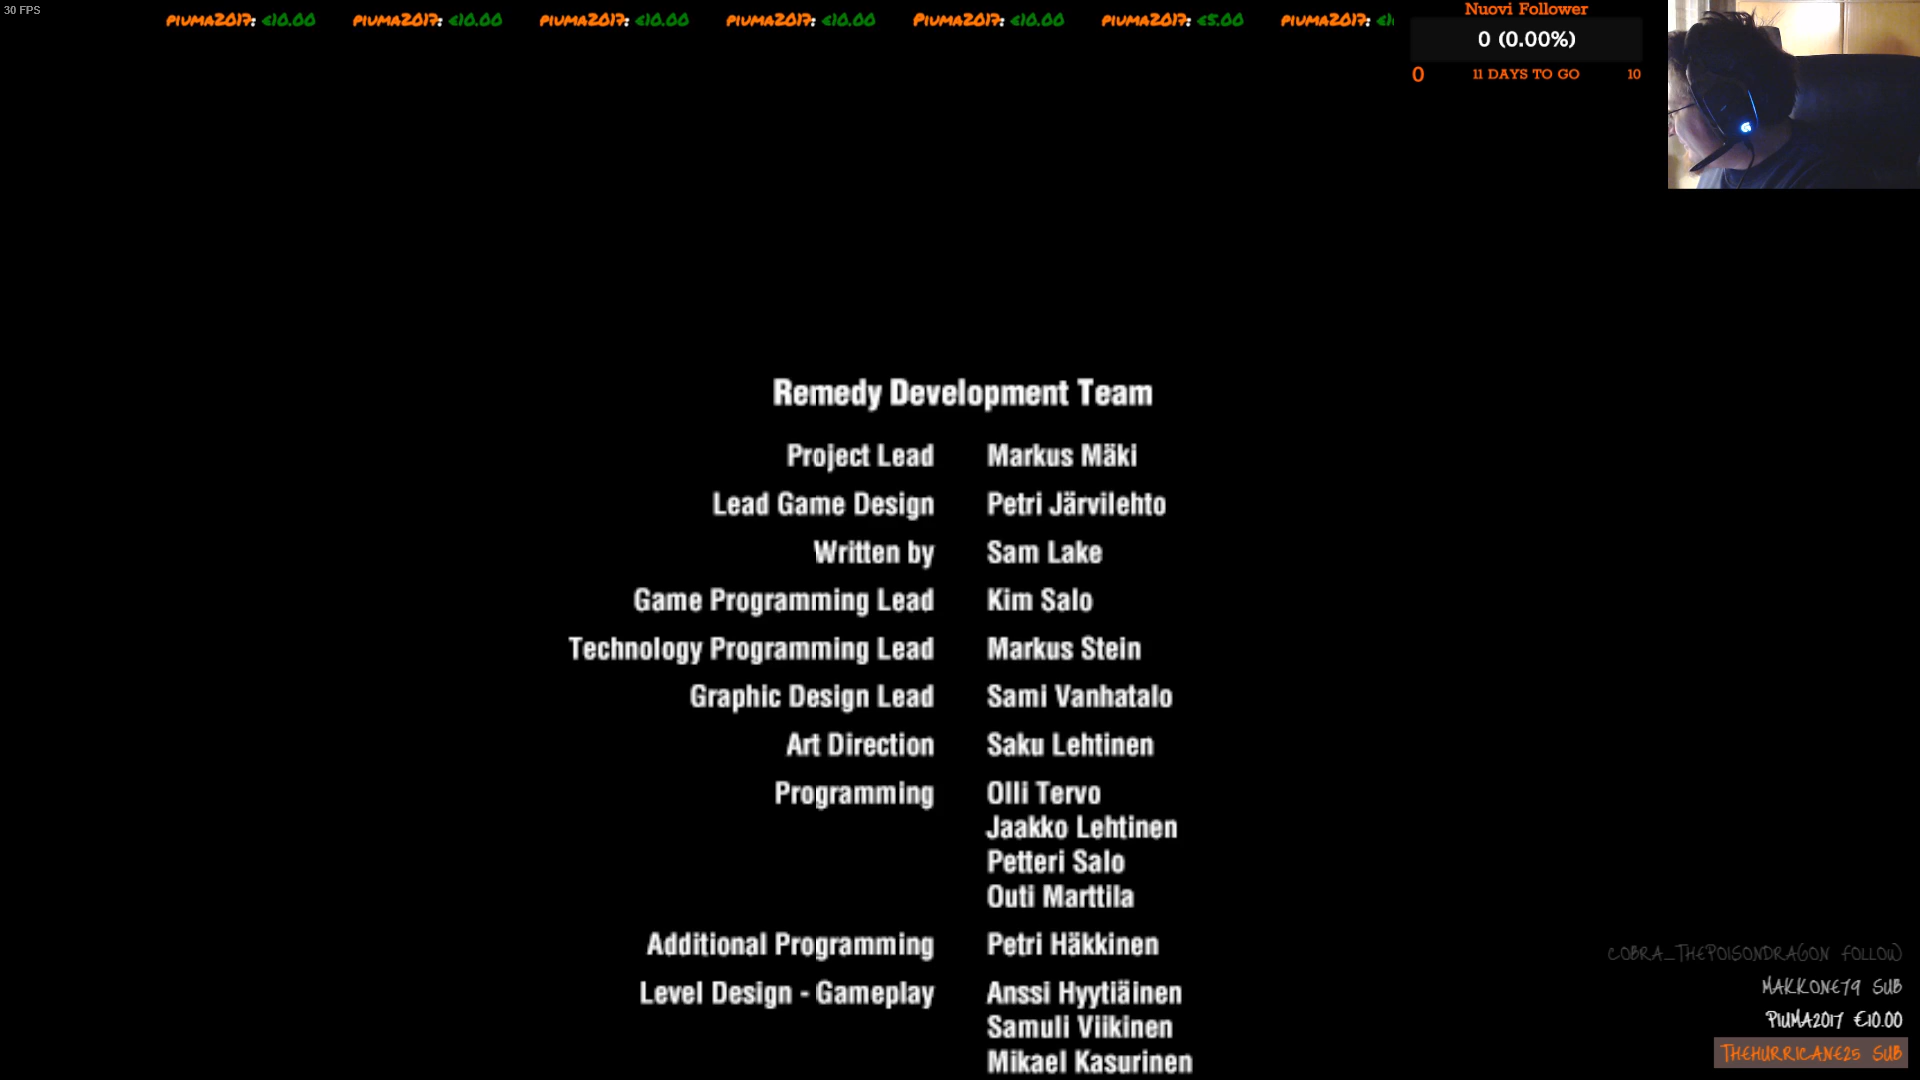 30 FPS
PIUMA2017: €10.00 PIUMA2017: €10.00 PIUMA2017: €10.00 PIUMA2017: €10.00 PIUMA2017: €10.00 PIUMA2017: €5.00 PIUMA2017:
Nuovi Follower
0 (0.00%)
0 11 DAYS TO GO 10
Remedy Development Team
Project Lead Markus Mäki
Lead Game Design Petri Järvilehto
Written by Sam Lake
Game Programming Lead Kim Salo
Technology Programming Lead Markus Stein
Graphic Design Lead Sami Vanhatalo
Art Direction Saku Lehtinen
Programming Olli Tervo
Jaakko Lehtinen
Petteri Salo
Outi Marttila
Additional Programming Petri Häkkinen
Level Design - Gameplay Anssi Hyytiäinen
Samuli Viikinen
Mikael Kasurinen
COBRA_THEPOISONDRAGON FOLLOW
MAKKONE79 SUB
PIUMA2017 €10.00
THEHURRICANE25 SUB